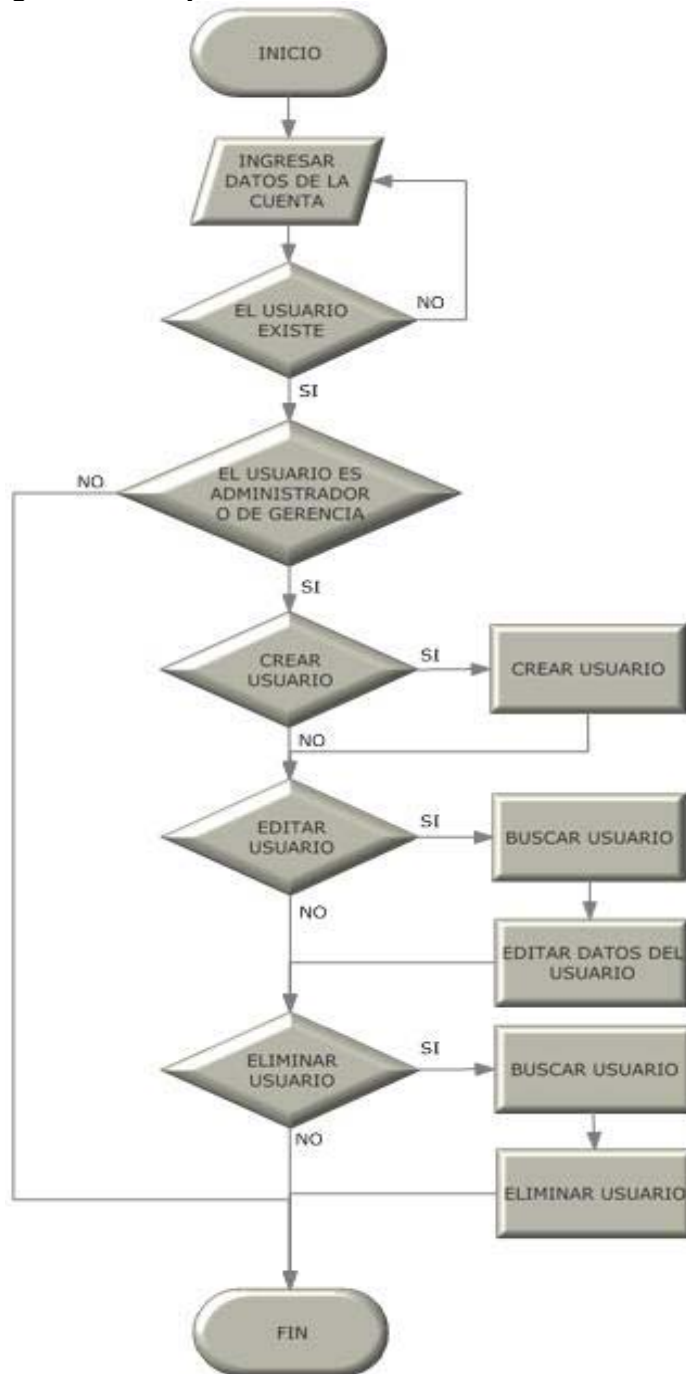 INICIO
INGRESAR
DATOS DE LA
CUENTA
NO
EL USUARIO
EXISTE
SI
NO
EL USUARIO ES
ADMINISTRADOR
O DE GERENCIA
SI
CREAR
USUARIO
SI
CREAR USUARIO
NO
EDITAR
USUARIO
SI
BUSCAR USUARIO
NO
EDITAR DATOS DEL
USUARIO
ELIMINAR
USUARIO
SI
BUSCAR USUARIO
NO
ELIMINAR USUARIO
FIN